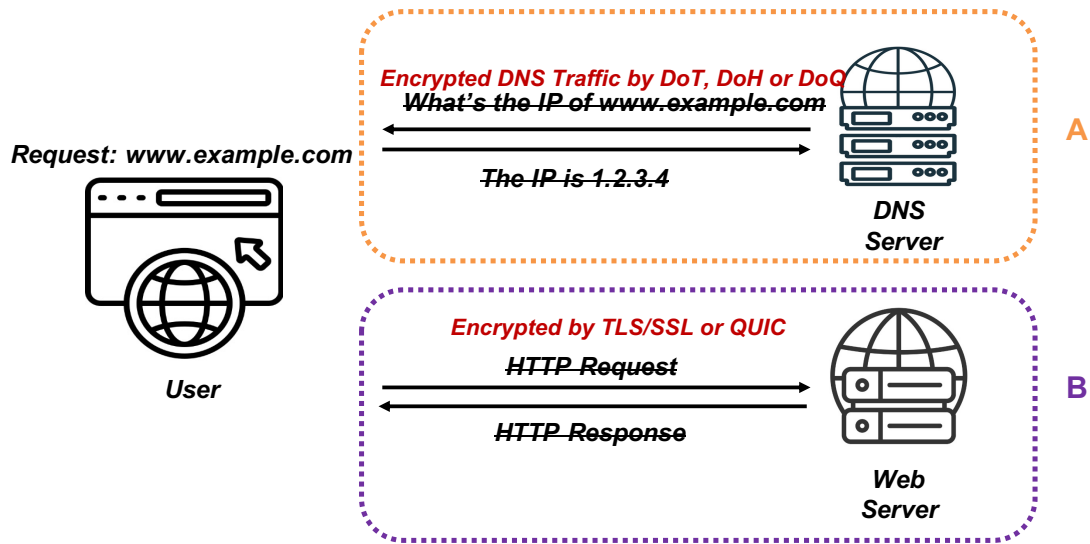 Encrypted DNS Traffic by DoT, DoH or DoQ
What's the IP of www.example.com
A
Request: www.example.com
The IP is 1.2.3.4
DNS
Server
Encrypted by TLS/SSL or QUIC
HTTP Request
User
B
HTTP Response
Web
Server